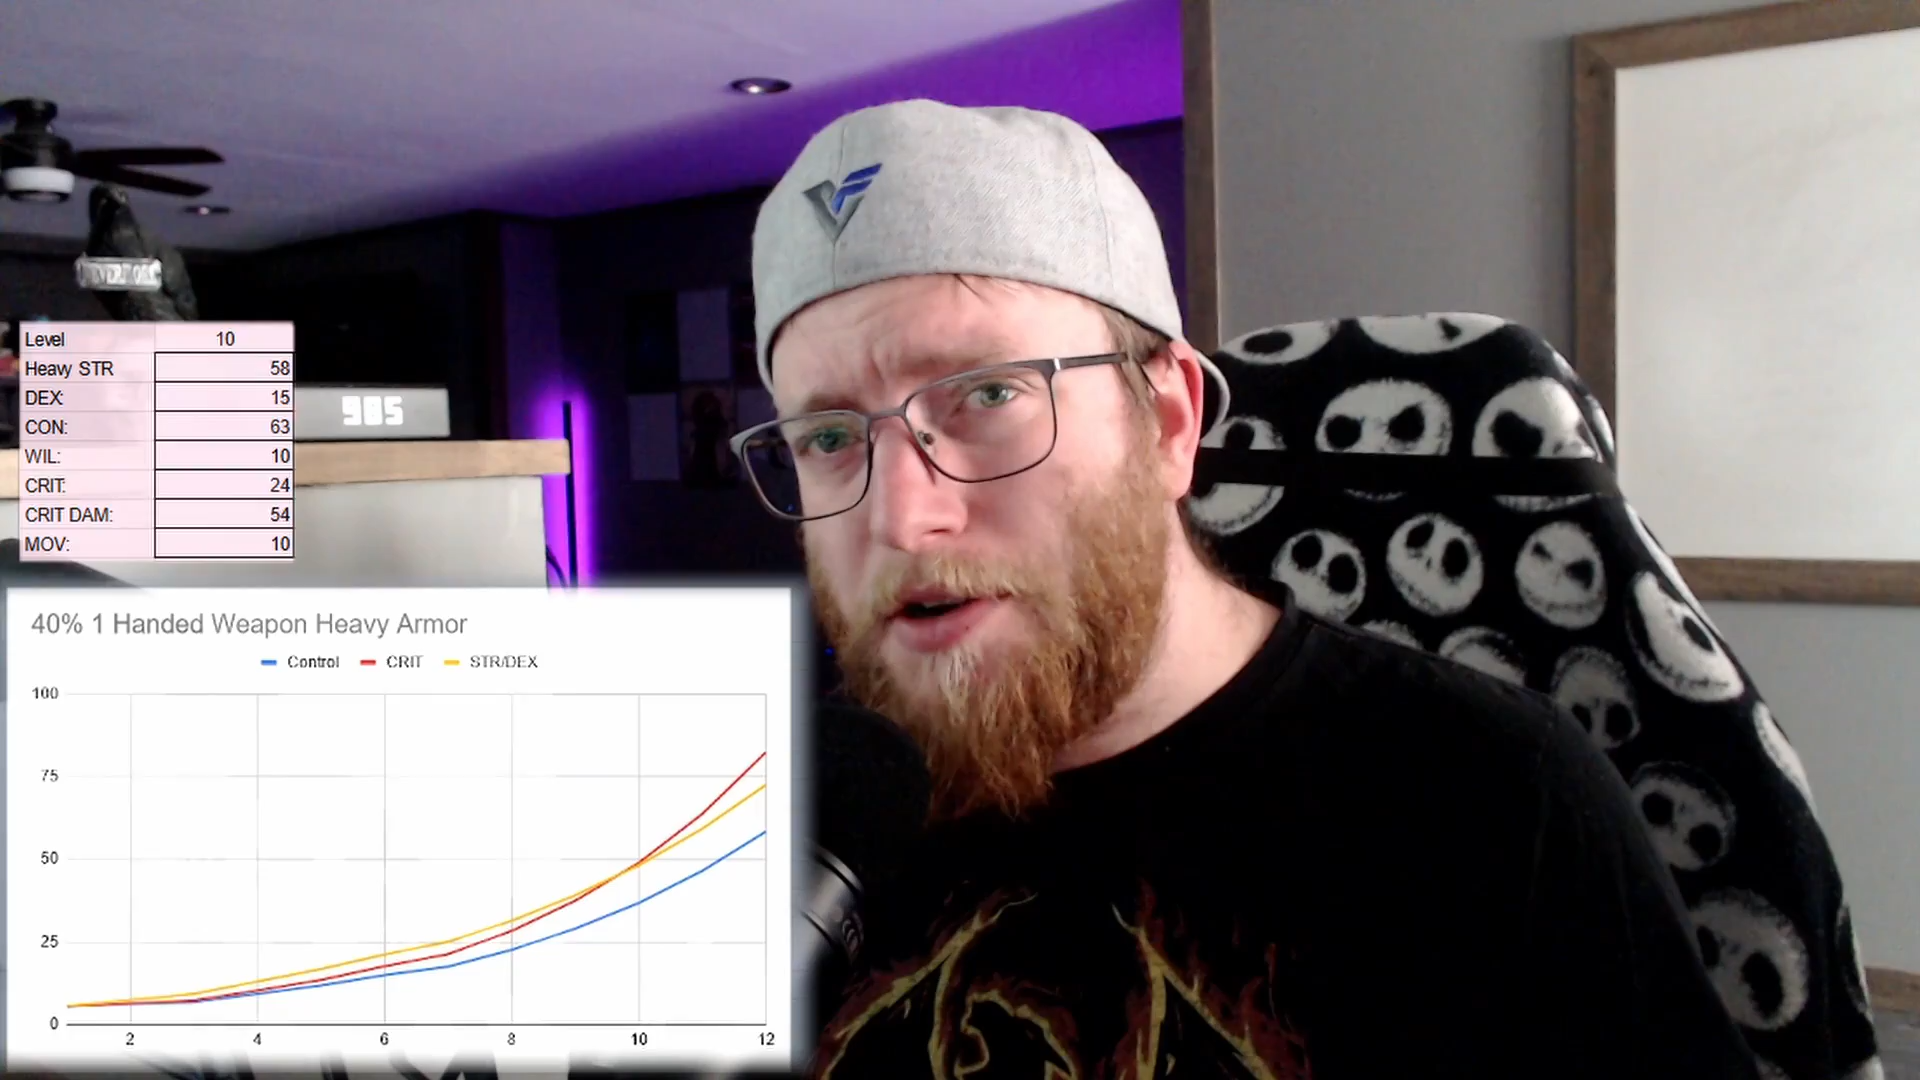 Level 10
Heavy STR 58
DEX: 15
CON: 63
WIL: 10
CRIT: 24
CRIT DAM: 54
MOV: 10
985
40% 1 Handed Weapon Heavy Armor
Control CRIT STR/DEX
100
75
50
25
0
2 4 6 8 10 12